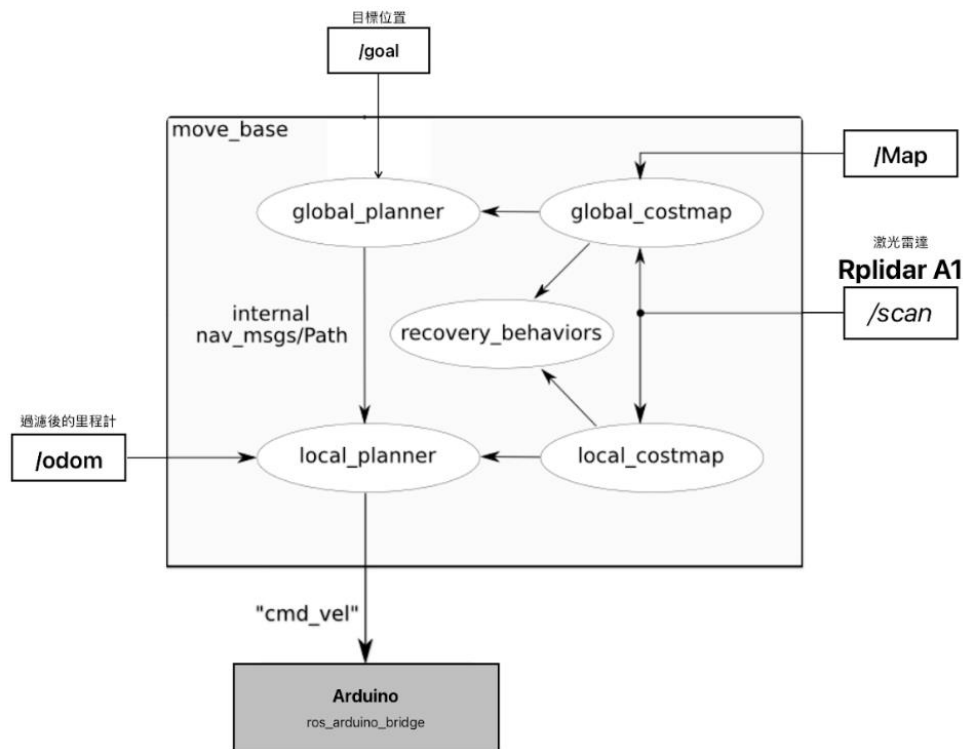 目標位置
/goal
move_base
/Map
global_planner
global_costmap
激光雷達
Rplidar A1
/scan
internal
nav_msgs/Path
recovery_behaviors
過濾後的里程計
/odom
local_planner
local_costmap
"cmd_vel"
Arduino
ros_arduino_bridge